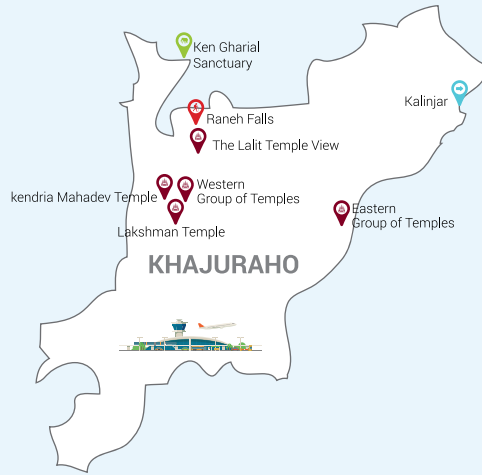 Ken Gharial
Sanctuary
Kalinjar
Raneh Falls
The Lalit Temple View
kendria Mahadev Temple
Western
Group of Temples
Lakshman Temple
Eastern
Group of Temples
KHAJURAHO